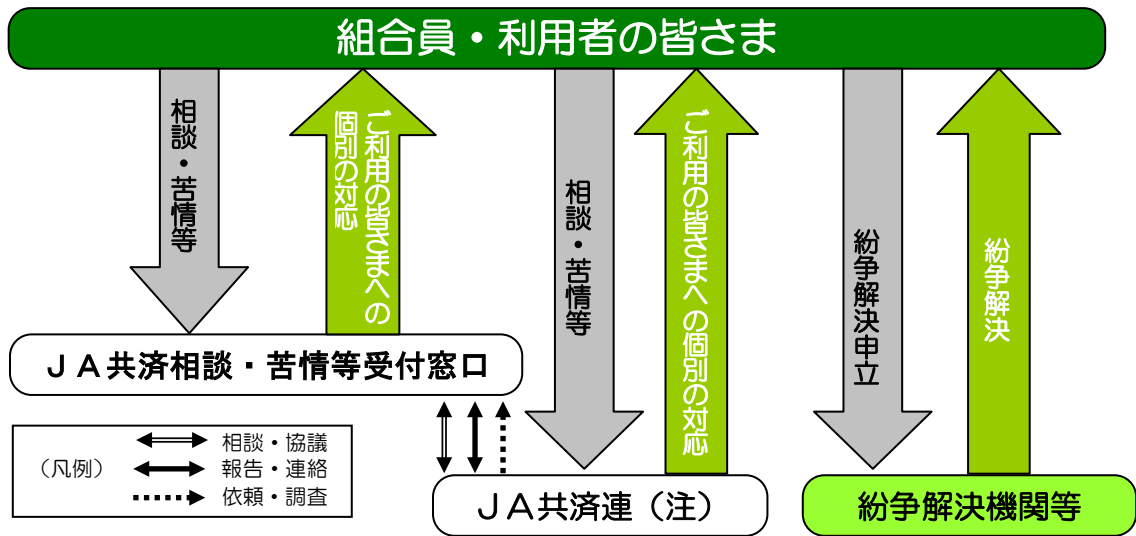 組合員・利用者の皆さま
相談・苦情等
ご利用の皆さまへの
個別の対応
相談・苦情等
ご利用の皆さまへの個別の対応
紛争解決申立
紛争解決
ＪＡ共済相談・苦情等受付窓口
（凡例）
相談・協議
報告・連絡
依頼・調査
ＪＡ共済連（注）
紛争解決機関等